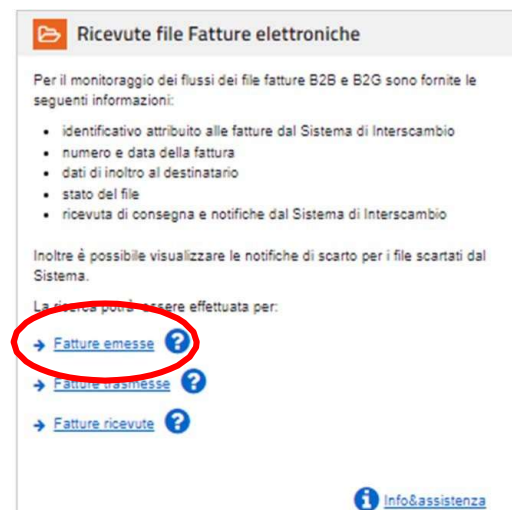 Ricevute file Fatture elettroniche
Per il monitoraggio dei flussi dei file fatture B2B e B2G sono fornite le
seguenti informazioni:
• identificativo attribuito alle fatture dal Sistema di Interscambio
• numero e data della fattura
• dati di inoltro al destinatario
• stato del file
• ricevuta di consegna e notifiche dal Sistema di Interscambio
Inoltre è possibile visualizzare le notifiche di scarto per i file scartati dal
Sistema.
La ricerca potrà essere effettuata per:
→ Fatture emesse ?
→ Fatture trasmesse ?
→ Fatture ricevute ?
i Info&assistenza